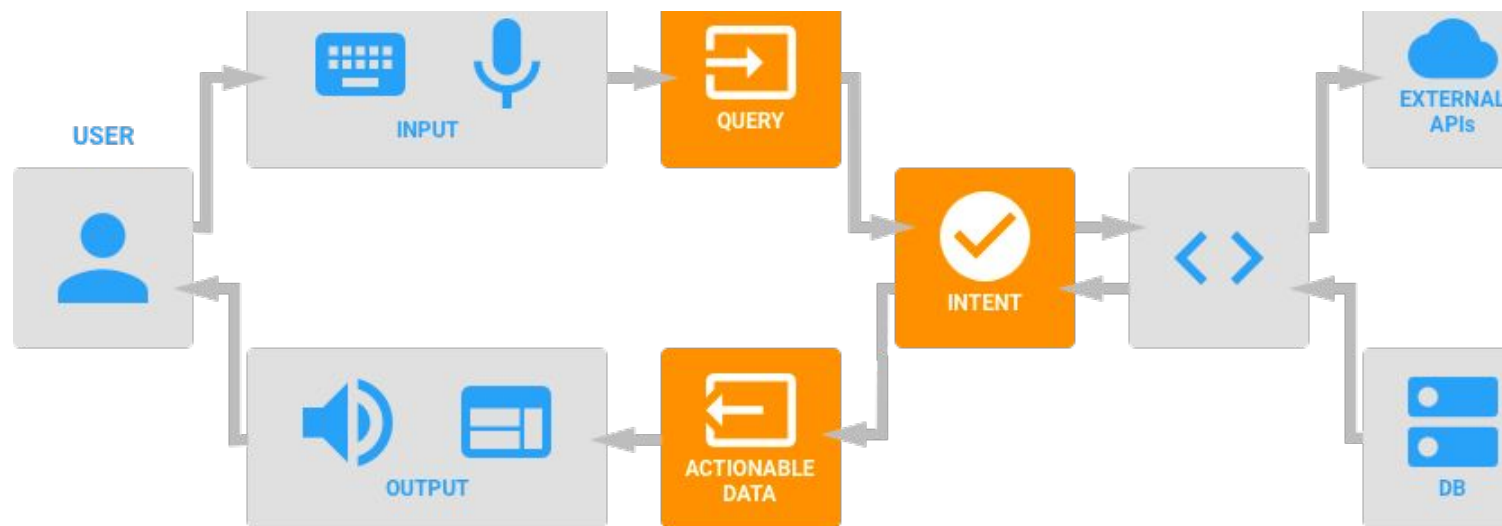 USER
INPUT
QUERY
EXTERNAL
APIs
INTENT
OUTPUT
ACTIONABLE
DATA
DB